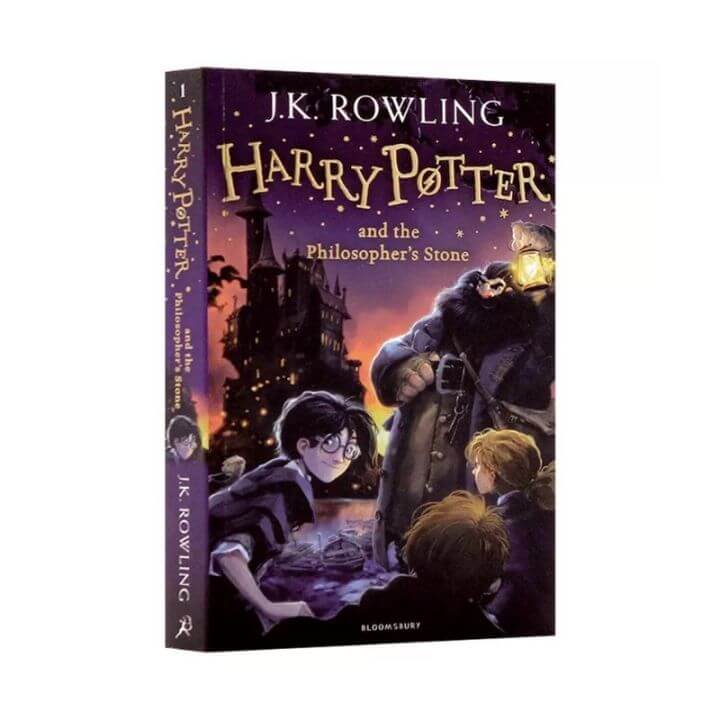 1
HARRY POTTER
and the
Philosopher's Stone
J.K. ROWLING
J.K. ROWLING
HARRY POTTER
and the
Philosopher's Stone
BLOOMSBURY